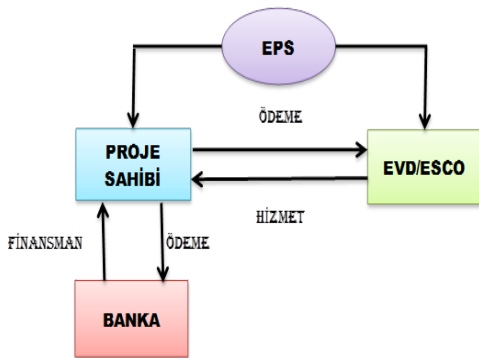 EPS
ÖDEME
PROJE
SAHİBİ
EVD/ESCO
HİZMET
FİNANSMAN
ÖDEME
BANKA